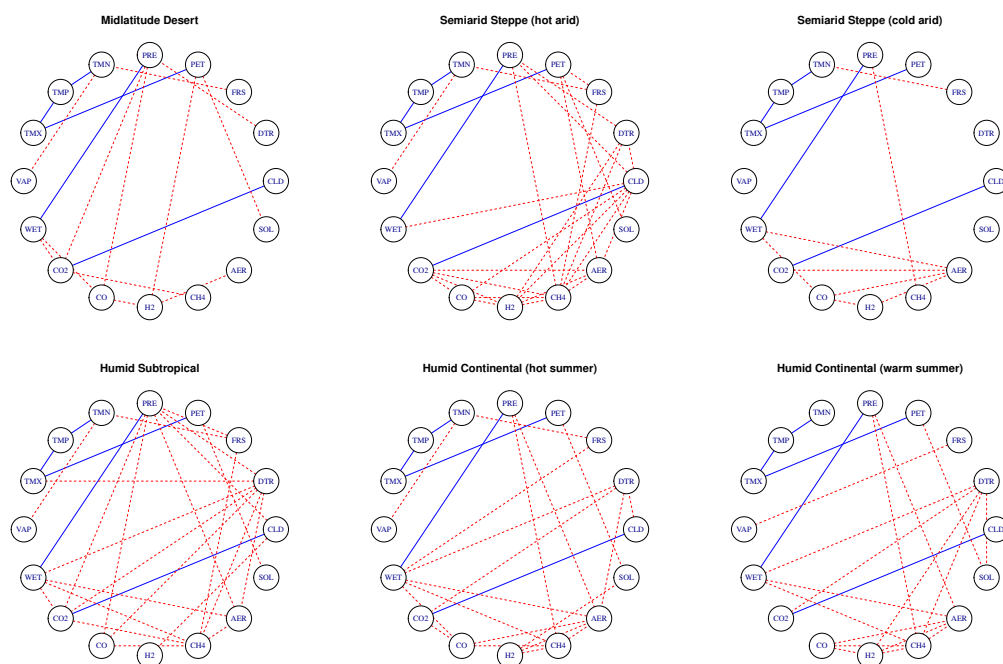 Midlatitude Desert
PRE
TMN
PET
TMP
FRS
TMX
DTR
VAP
CLD
WET
SOL
CO2
AER
CO
CH4
H2
Semiarid Steppe (hot arid)
PRE
TMN
PET
TMP
FRS
TMX
DTR
VAP
CLD
WET
SOL
CO2
AER
CO
CH4
H2
Semiarid Steppe (cold arid)
PRE
TMN
PET
TMP
FRS
TMX
DTR
VAP
CLD
WET
SOL
CO2
AER
CO
CH4
H2
Humid Subtropical
PRE
TMN
PET
TMP
FRS
TMX
DTR
VAP
CLD
WET
SOL
CO2
AER
CO
CH4
H2
Humid Continental (hot summer)
PRE
TMN
PET
TMP
FRS
TMX
DTR
VAP
CLD
WET
SOL
CO2
AER
CO
CH4
H2
Humid Continental (warm summer)
PRE
TMN
PET
TMP
FRS
TMX
DTR
VAP
CLD
WET
SOL
CO2
AER
CO
CH4
H2